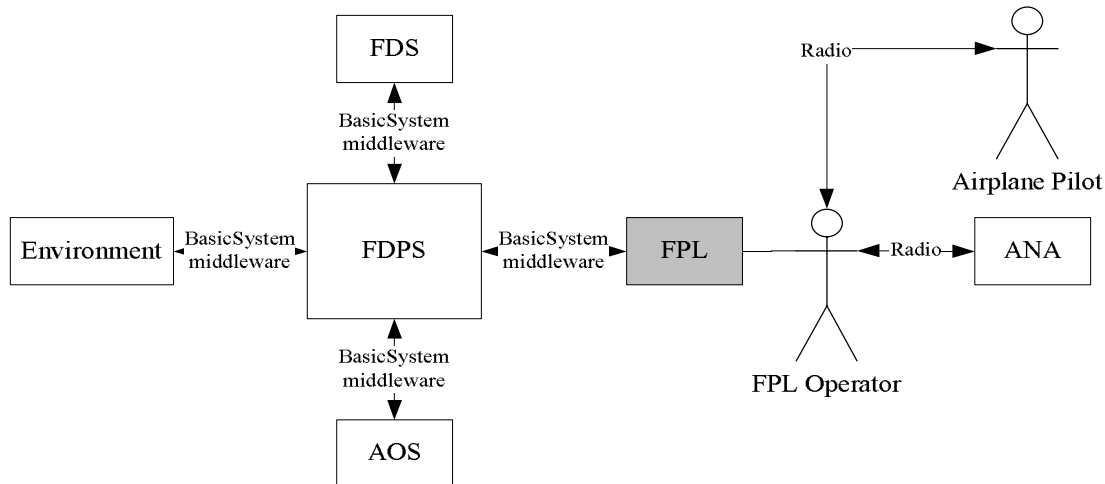 FDS
Radio
BasicSystem
middleware
Airplane Pilot
Environment
BasicSystem
middleware
FDPS
BasicSystem
middleware
FPL
Radio
ANA
BasicSystem
middleware
FPL Operator
AOS